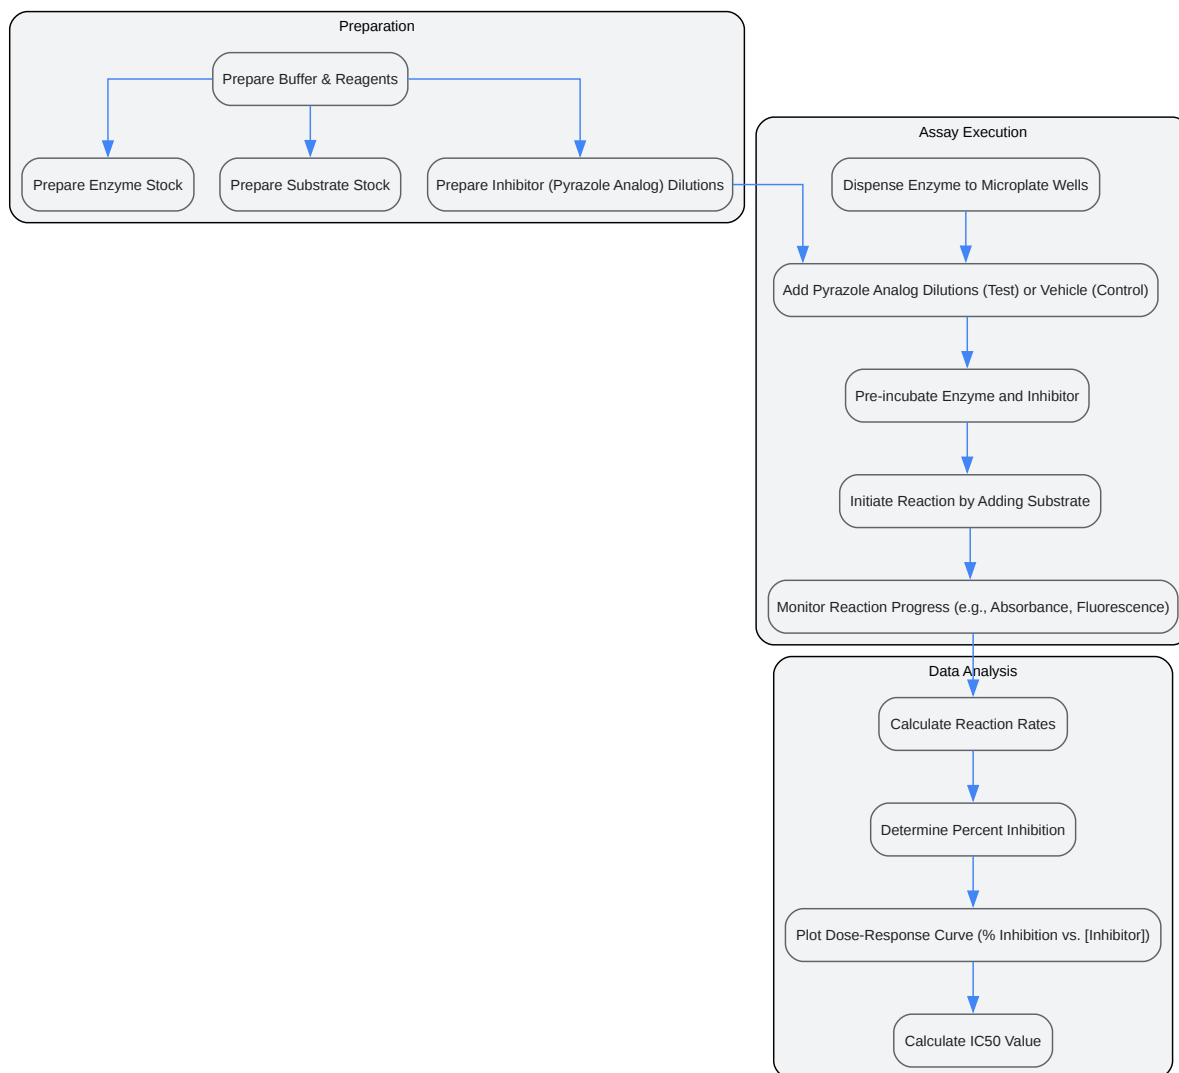 Preparation
Prepare Buffer & Reagents
Prepare Enzyme Stock
Prepare Substrate Stock
Prepare Inhibitor (Pyrazole Analog) Dilutions
Assay Execution
Dispense Enzyme to Microplate Wells
Add Pyrazole Analog Dilutions (Test) or Vehicle (Control)
Pre-incubate Enzyme and Inhibitor
Initiate Reaction by Adding Substrate
Monitor Reaction Progress (e.g., Absorbance, Fluorescence)
Data Analysis
Calculate Reaction Rates
Determine Percent Inhibition
Plot Dose-Response Curve (% Inhibition vs. [Inhibitor])
Calculate IC50 Value